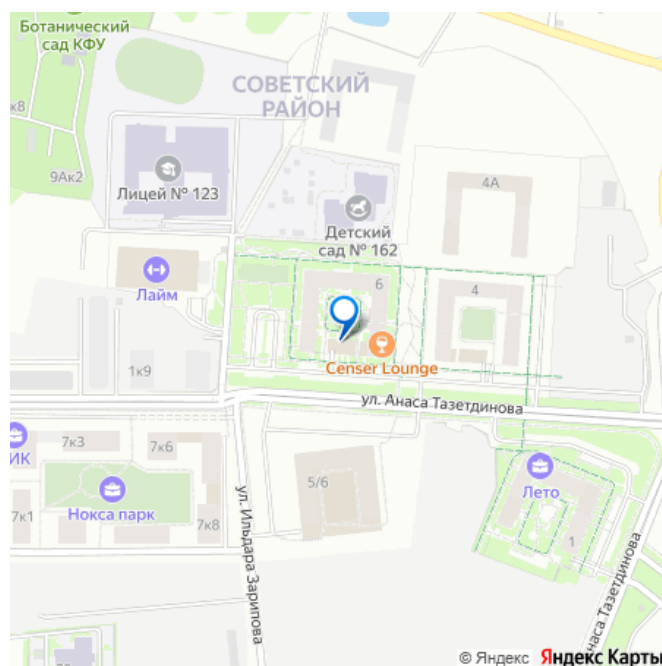 Ботанический
сад КФУ
к8
9Ак2
СОВЕТСКИЙ
РАЙОН
Лицей № 123
4А
Детский
сад № 162
Лайм
6
4
Censer Lounge
1к9
ул. Анаса Тазетдинова
ИК
7к3
7к6
5/6
Лето
Нокса парк
7к1
7к8
1
ул. Ильдара Зарипова
наса Тазетдинова
© Яндекс Яндекс Карты